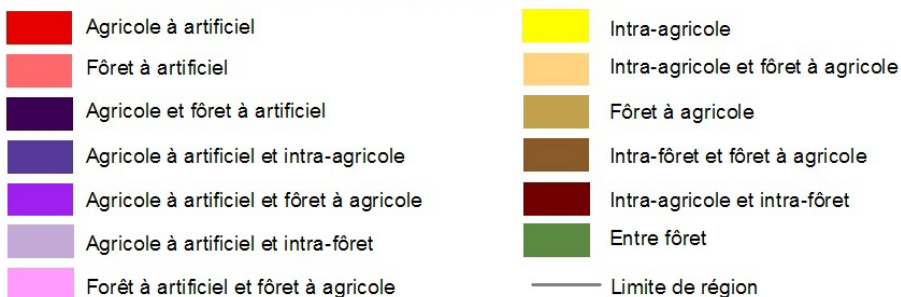 Agricole à artificiel
Fôret à artificiel
Agricole et fôret à artificiel
Agricole à artificiel et intra-agricole
Agricole à artificiel et fôret à agricole
Agricole à artificiel et intra-fôret
Forêt à artificiel et fôret à agricole
Intra-agricole
Intra-agricole et fôret à agricole
Fôret à agricole
Intra-fôret et fôret à agricole
Intra-agricole et intra-fôret
Entre fôret
Limite de région